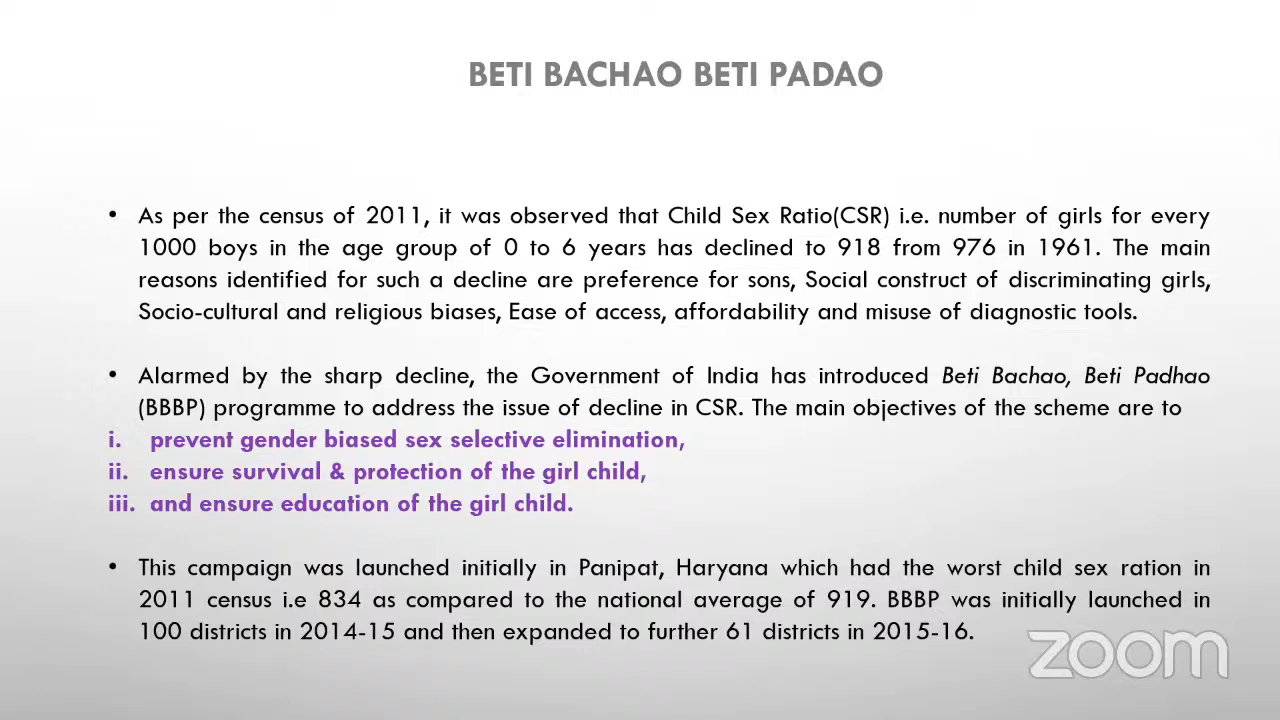 BETI BACHAO BETI PADAO
• As per the census of 2011, it was observed that Child Sex Ratio(CSR) i.e. number of girls for every
1000 boys in the age group of 0 to 6 years has declined to 918 from 976 in 1961. The main
reasons identified for such a decline are preference for sons, Social construct of discriminating girls,
Socio-cultural and religious biases, Ease of access, affordability and misuse of diagnostic tools.
• Alarmed by the sharp decline, the Government of India has introduced Beti Bachao, Beti Padhao
(BBBP) programme to address the issue of decline in CSR. The main objectives of the scheme are to
i. prevent gender biased sex selective elimination,
ii. ensure survival & protection of the girl child,
iii. and ensure education of the girl child.
• This campaign was launched initially in Panipat, Haryana which had the worst child sex ration in
2011 census i.e 834 as compared to the national average of 919. BBBP was initially launched in
100 districts in 2014-15 and then expanded to further 61 districts in 2015-16.
zoom